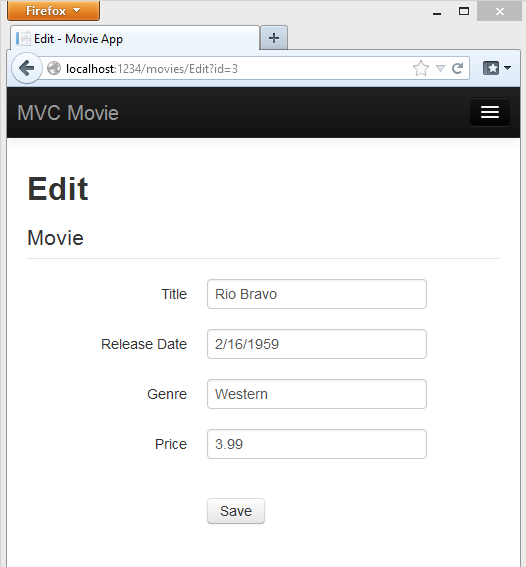 Firefox
Edit - Movie App
localhost:1234/movies/Edit?id=3
MVC Movie
Edit
Movie
Title Rio Bravo
Release Date 2/16/1959
Genre Western
Price 3.99
Save